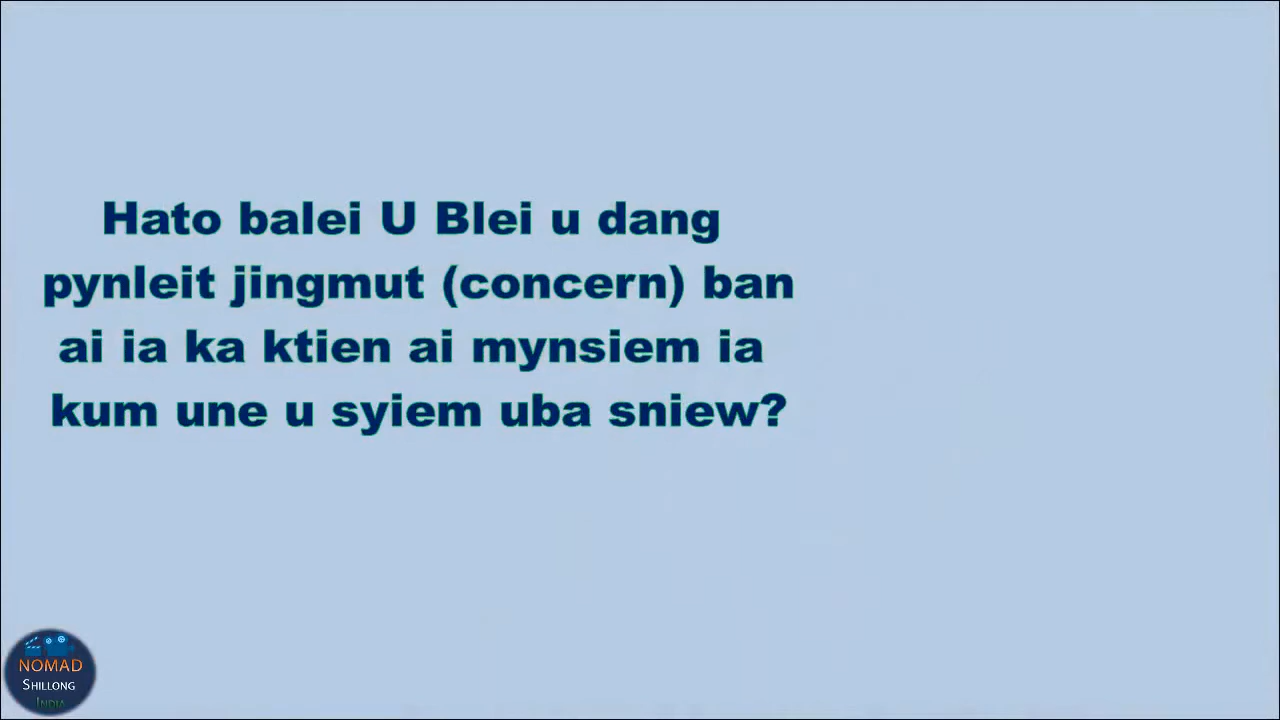 Hato balei U Blei u dang
pynleit jingmut (concern) ban
ai ia ka ktien ai mynsiem ia
kum une u syiem uba sniew?
NOMAD
SHILLONG
INDIA